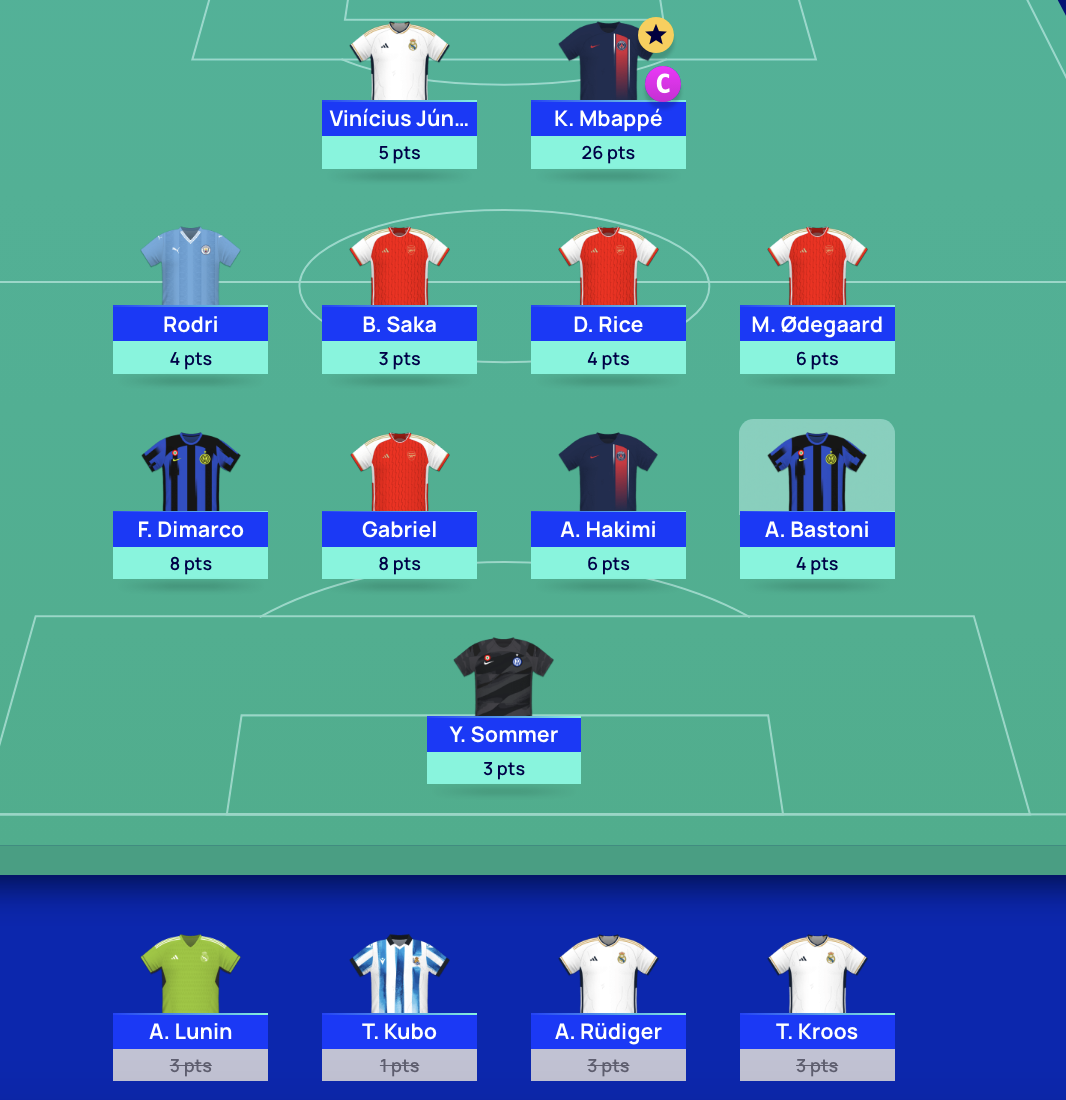 C
Vinícius Jún...
K. Mbappé
5 pts
26 pts
Rodri
B. Saka
D. Rice
M. Ødegaard
4 pts
3 pts
4 pts
6 pts
F. Dimarco
Gabriel
A. Hakimi
A. Bastoni
8 pts
8 pts
6 pts
4 pts
Y. Sommer
3 pts
A. Lunin
T. Kubo
A. Rüdiger
T. Kroos
3 pts
1 pts
3 pts
3 pts